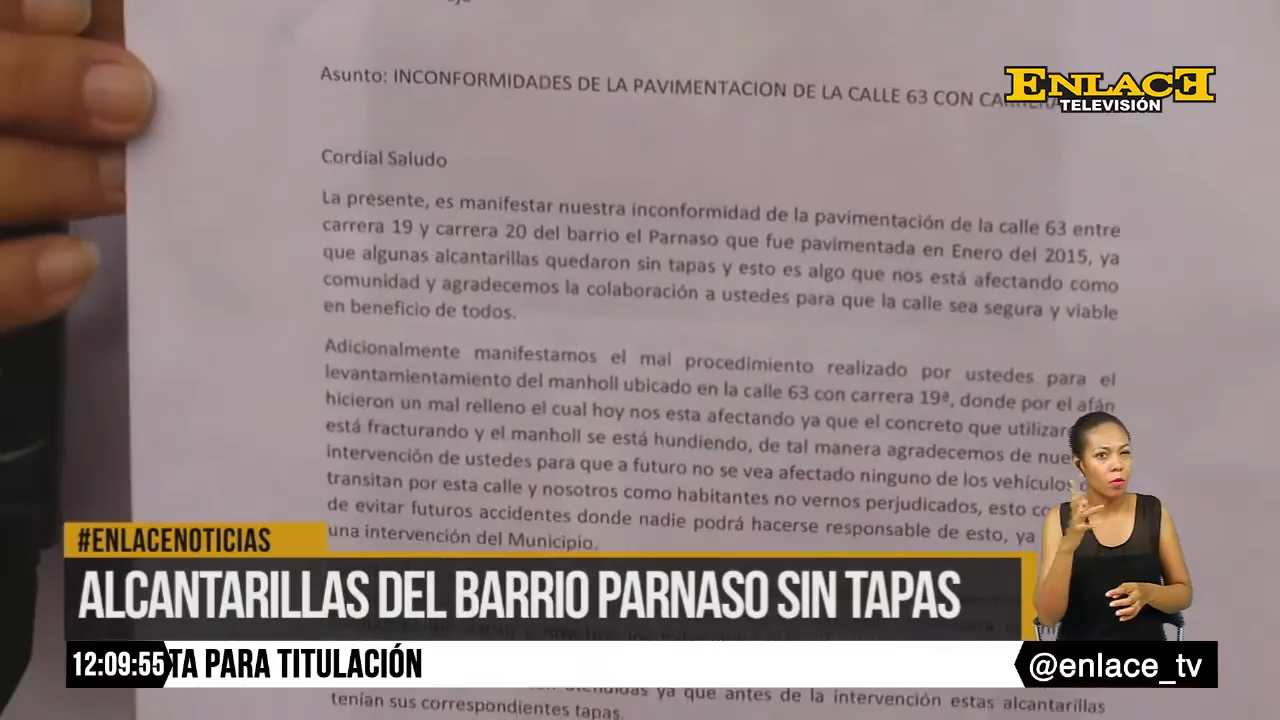 Asunto: INCONFORMIDADES DE LA PAVIMENTACION DE LA CALLE 63 CON CARRERA
ENLACE
TELEVISIÓN
Cordial Saludo
La presente, es manifestar nuestra inconformidad de la pavimentación de la calle 63 entre
carrera 19 y carrera 20 del barrio el Parnaso que fue pavimentada en Enero del 2015, ya
que algunas alcantarillas quedaron sin tapas y esto es algo que nos está afectando como
comunidad y agradecemos la colaboración a ustedes para que la calle sea segura y viable
en beneficio de todos.
Adicionalmente manifestamos el mal procedimiento realizado por ustedes para el
levantamientamiento del manholl ubicado en la calle 63 con carrera 19ª, donde por el afán
hicieron un mal relleno el cual hoy nos esta afectando ya que el concreto que
está fracturando y el manholl se está hundiendo, de tal manera agradecemos de
intervención de ustedes para que a futuro no se vea afectado ninguno de los vehículos
transitan por esta calle y nosotros como habitantes no vernos perjudicados, esto
de evitar futuros accidentes donde nadie podrá hacerse responsable de esto, ya
una intervención del Municipio.
#ENLACENOTICIAS
ALCANTARILLAS DEL BARRIO PARNASO SIN TAPAS
12:09:55 TA PARA TITULACIÓN
@enlace_tv
ya que antes de la intervención estas alcantarillas
tenían sus correspondientes tapas.